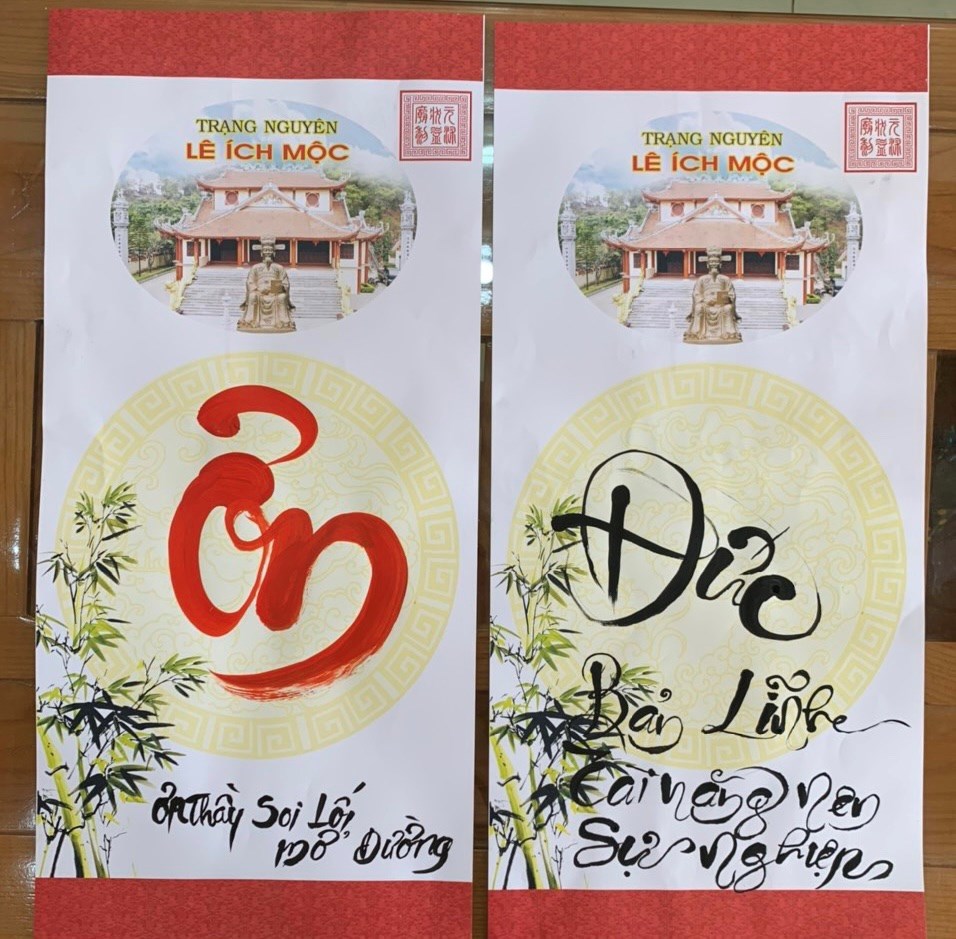 TRẠNG NGUYÊN
LÊ ÍCH MỘC
Ơn
Ơn Thầy Soi Lối,
mở Đường
TRẠNG NGUYÊN
LÊ ÍCH MỘC
Đức
Bản Lĩnh
Tài năng nên
Sự nghiệp